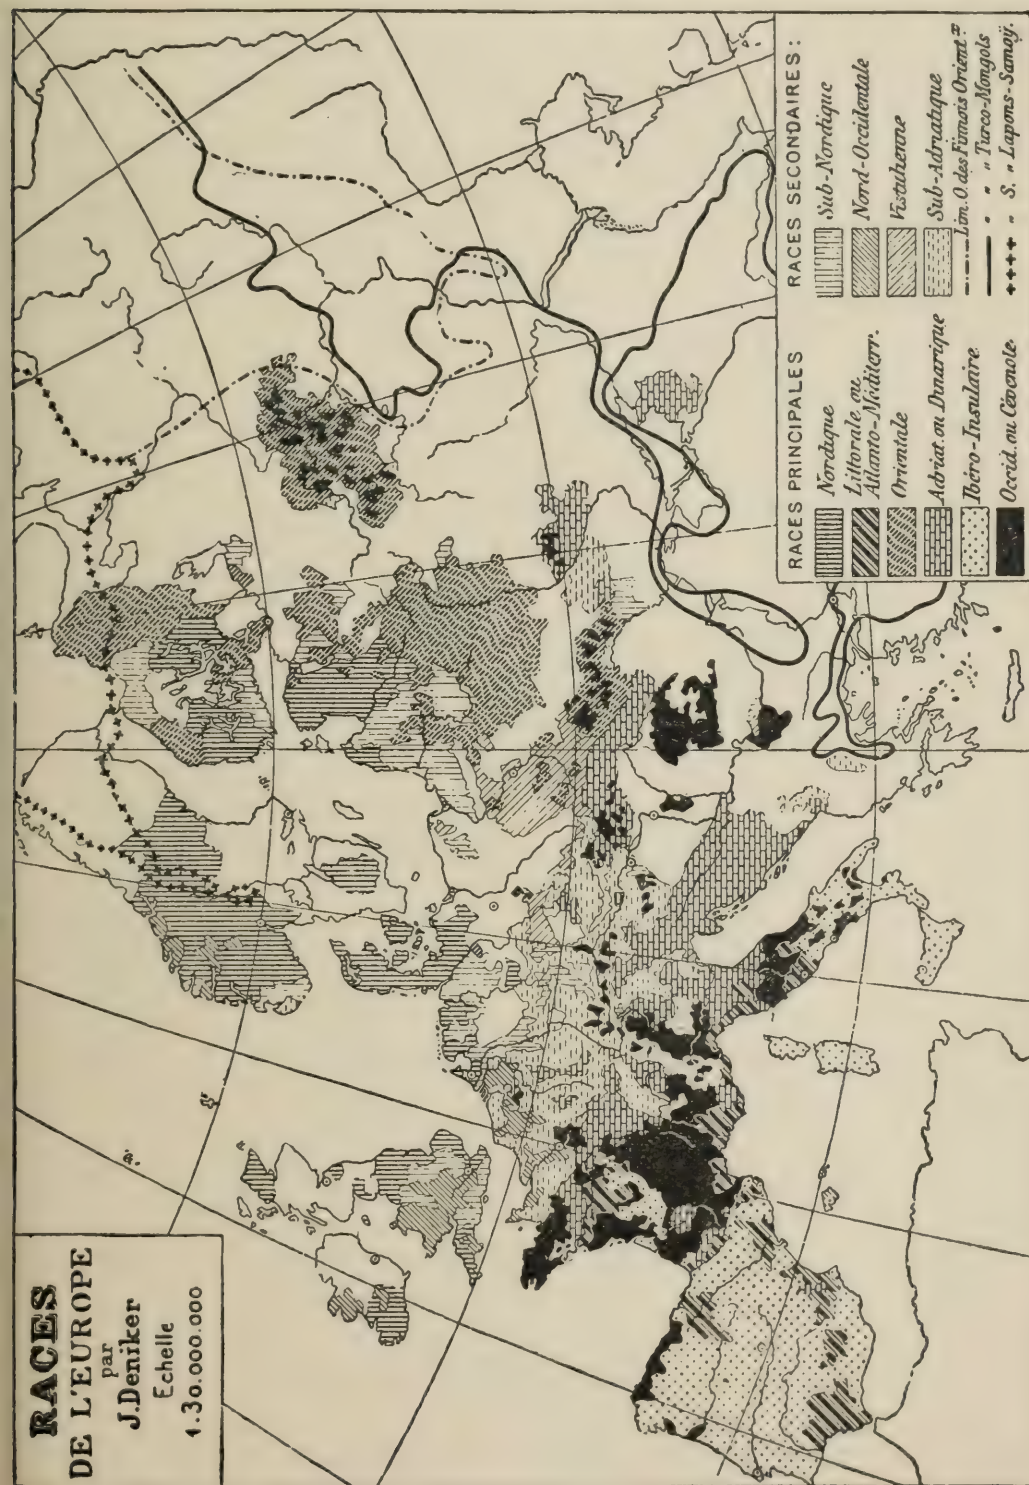 RACES
DE L'EUROPE
par
J.Deniker
Echelle
1.30.000.000
RACES PRINCIPALES
Nordique
Littorale ou
Atlanto-Méditerr.
Orientale
Adriat. ou Dinarique
Ibéro-Insulaire
Occid. ou Cévenole
RACES SECONDAIRES:
Sub-Nordique
Nord-Occidentale
Vistulienne
Sub-Adriatique
Lim. O. des Finnois Orient.x
" " " Turco-Mongols
" S. " Lapons-Samoÿ.